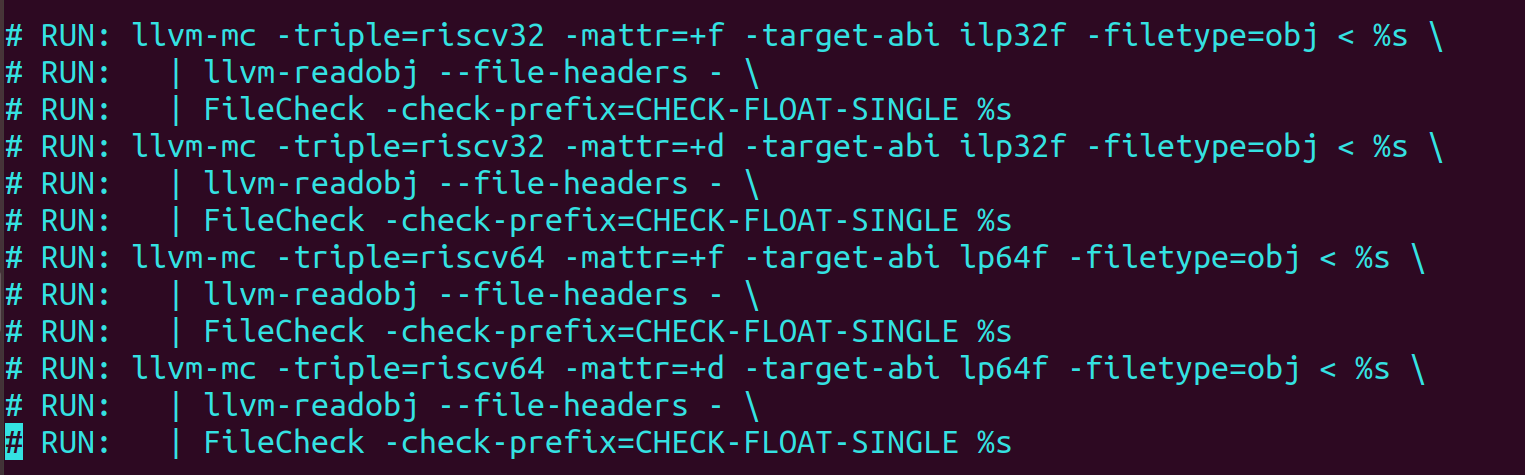 # RUN: llvm-mc -triple=riscv32 -mattr=+f -target-abi ilp32f -filetype=obj < %s \
# RUN:   | llvm-readobj --file-headers - \
# RUN:   | FileCheck -check-prefix=CHECK-FLOAT-SINGLE %s
# RUN: llvm-mc -triple=riscv32 -mattr=+d -target-abi ilp32f -filetype=obj < %s \
# RUN:   | llvm-readobj --file-headers - \
# RUN:   | FileCheck -check-prefix=CHECK-FLOAT-SINGLE %s
# RUN: llvm-mc -triple=riscv64 -mattr=+f -target-abi lp64f -filetype=obj < %s \
# RUN:   | llvm-readobj --file-headers - \
# RUN:   | FileCheck -check-prefix=CHECK-FLOAT-SINGLE %s
# RUN: llvm-mc -triple=riscv64 -mattr=+d -target-abi lp64f -filetype=obj < %s \
# RUN:   | llvm-readobj --file-headers - \
# RUN:   | FileCheck -check-prefix=CHECK-FLOAT-SINGLE %s